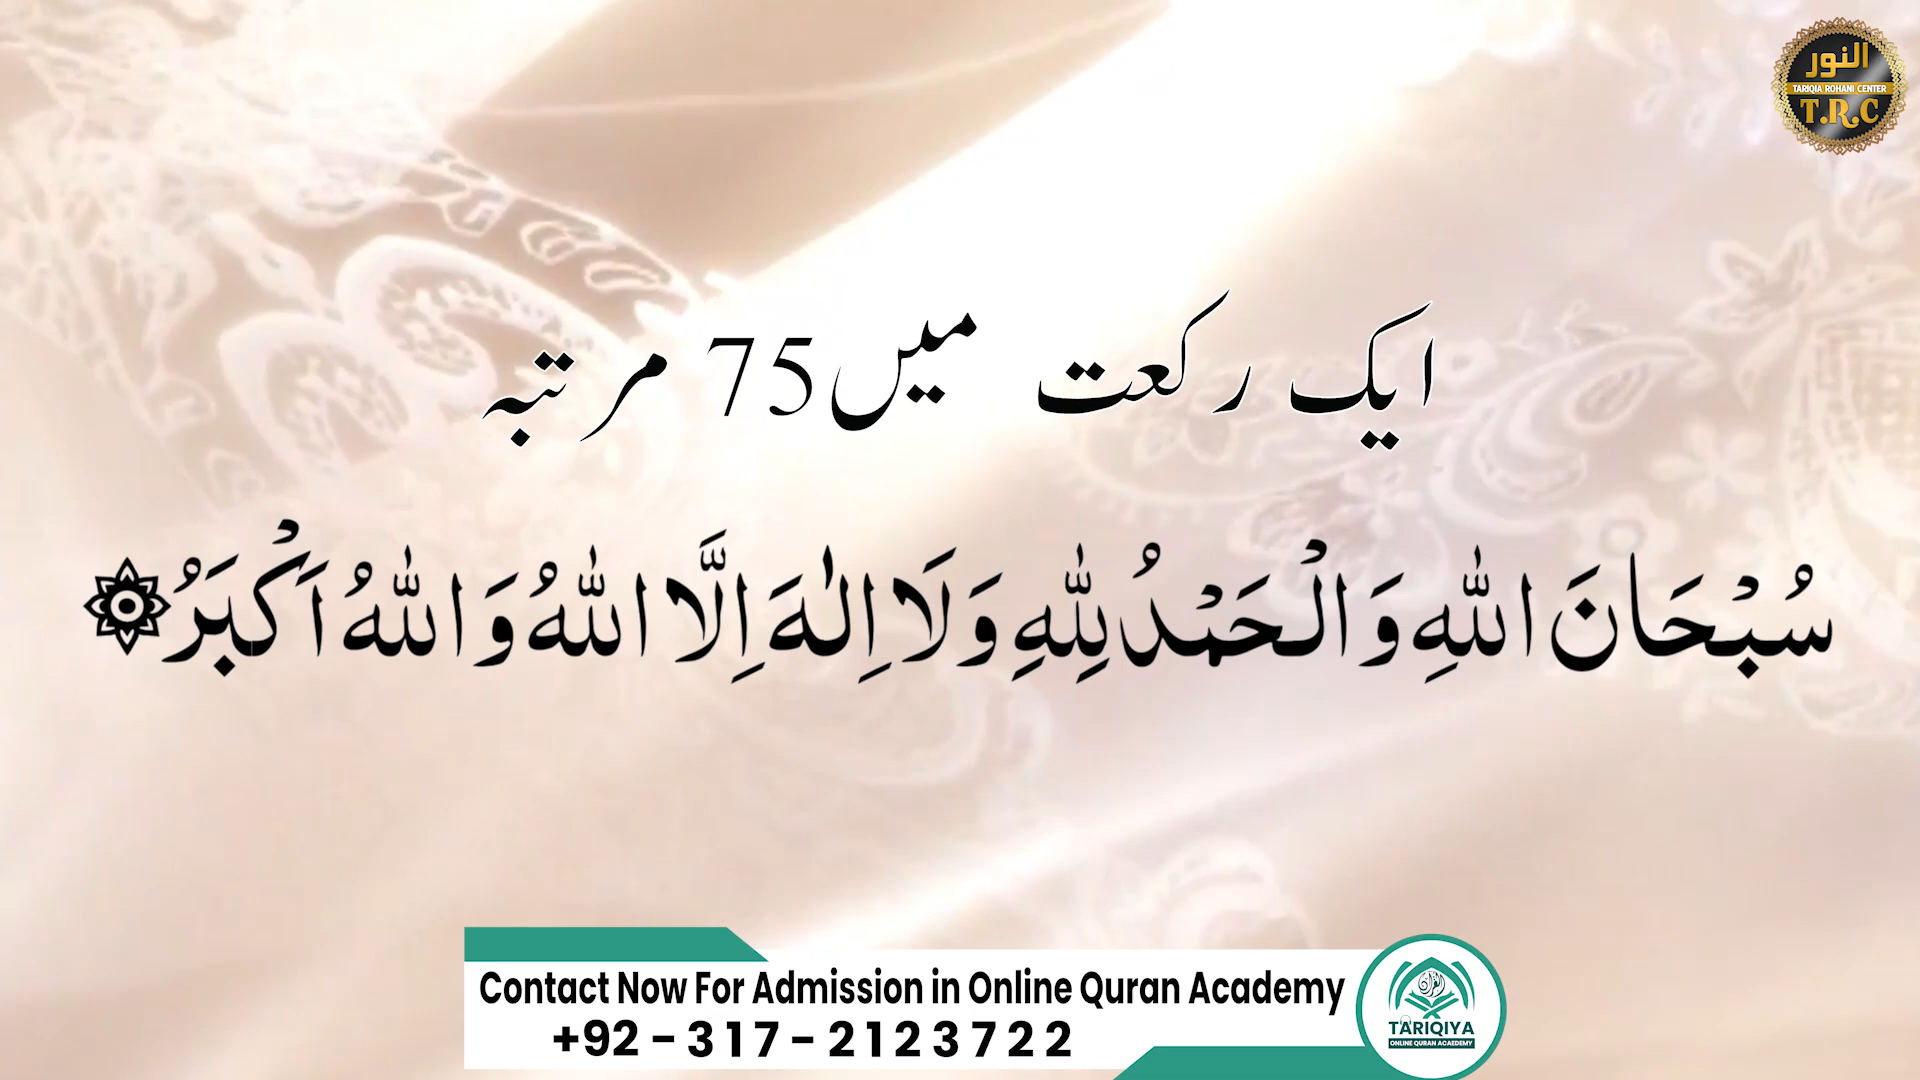 النور
TARIQIA ROHANI CENTER
T.R.C
ایک رکعت میں 75 مرتبہ
سُبْحَانَ اللّٰهِ وَالْحَمْدُ لِلّٰهِ وَلَا اِلٰهَ اِلَّا اللّٰهُ وَاللّٰهُ اَكْبَرُ
Contact Now For Admission in Online Quran Academy
+92 - 317 - 2123722
TARIQIYA
ONLINE QURAN ACAEDEMY